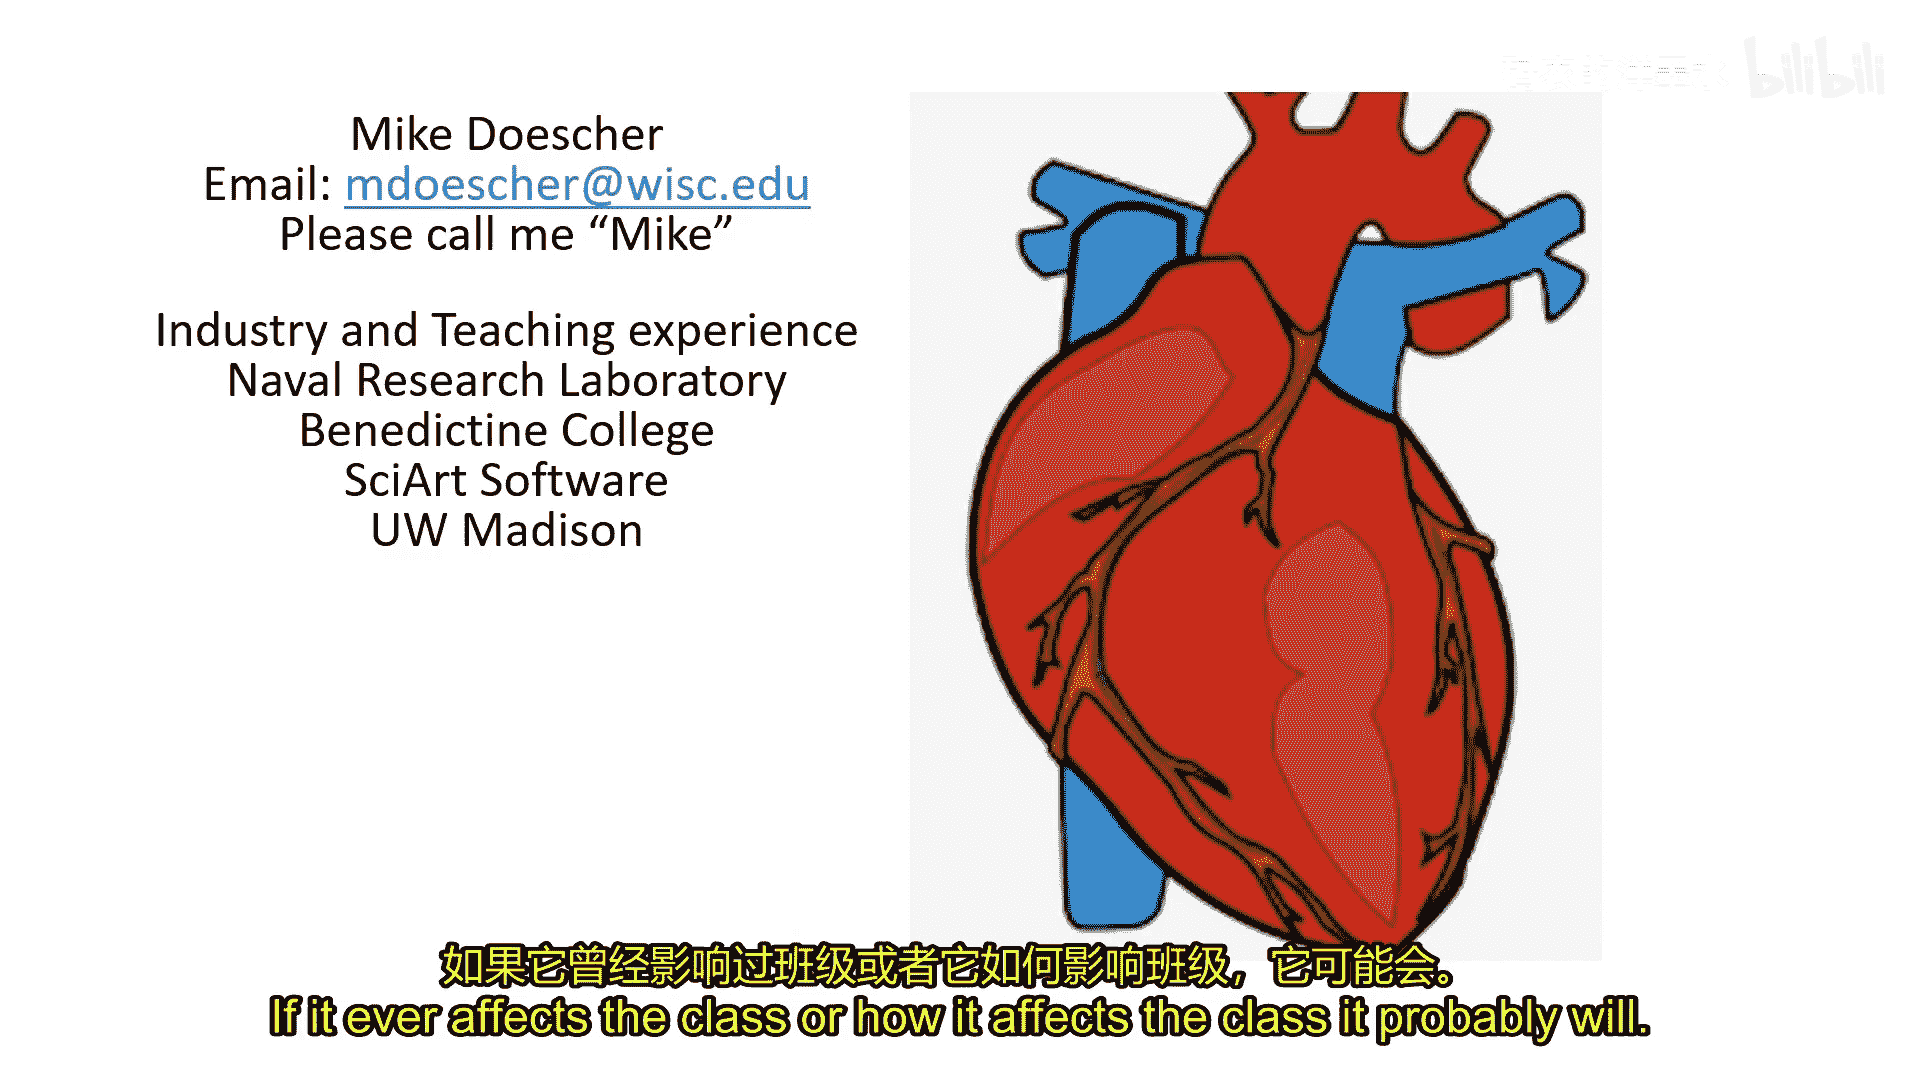 bilibili
Mike Doescher
Email: mdoescher@wisc.edu
Please call me “Mike”
Industry and Teaching experience
Naval Research Laboratory
Benedictine College
SciArt Software
UW Madison
如果它曾经影响过班级或者它如何影响班级，它可能会。
If it ever affects the class or how it affects the class it probably will.